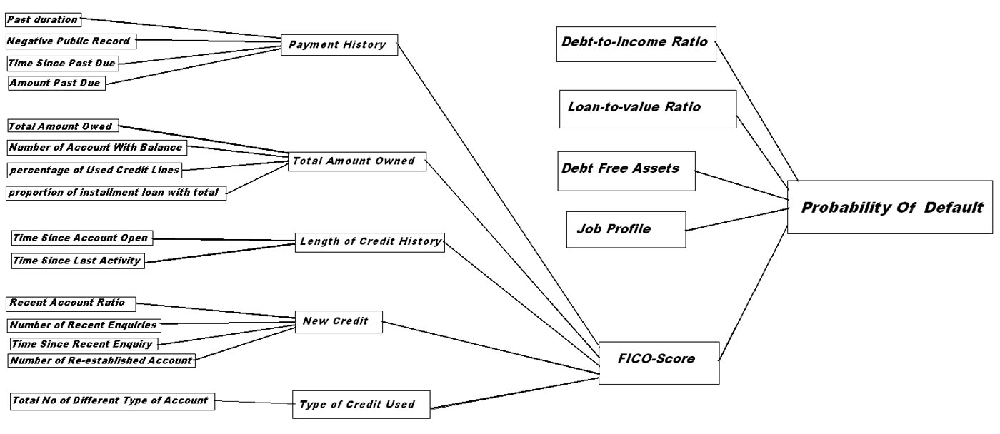 Past duration
Negative Public Record
Time Since Past Due
Amount Past Due
Payment History
Total Amount Owed
Number of Account With Balance
percentage of Used Credit Lines
proportion of installment loan with total
Total Amount Owned
Time Since Account Open
Time Since Last Activity
Length of Credit History
Recent Account Ratio
Number of Recent Enquiries
Time Since Recent Enquiry
Number of Re-established Account
New Credit
Total No of Different Type of Account
Type of Credit Used
Debt-to-Income Ratio
Loan-to-value Ratio
Debt Free Assets
Job Profile
FICO-Score
Probability Of Default